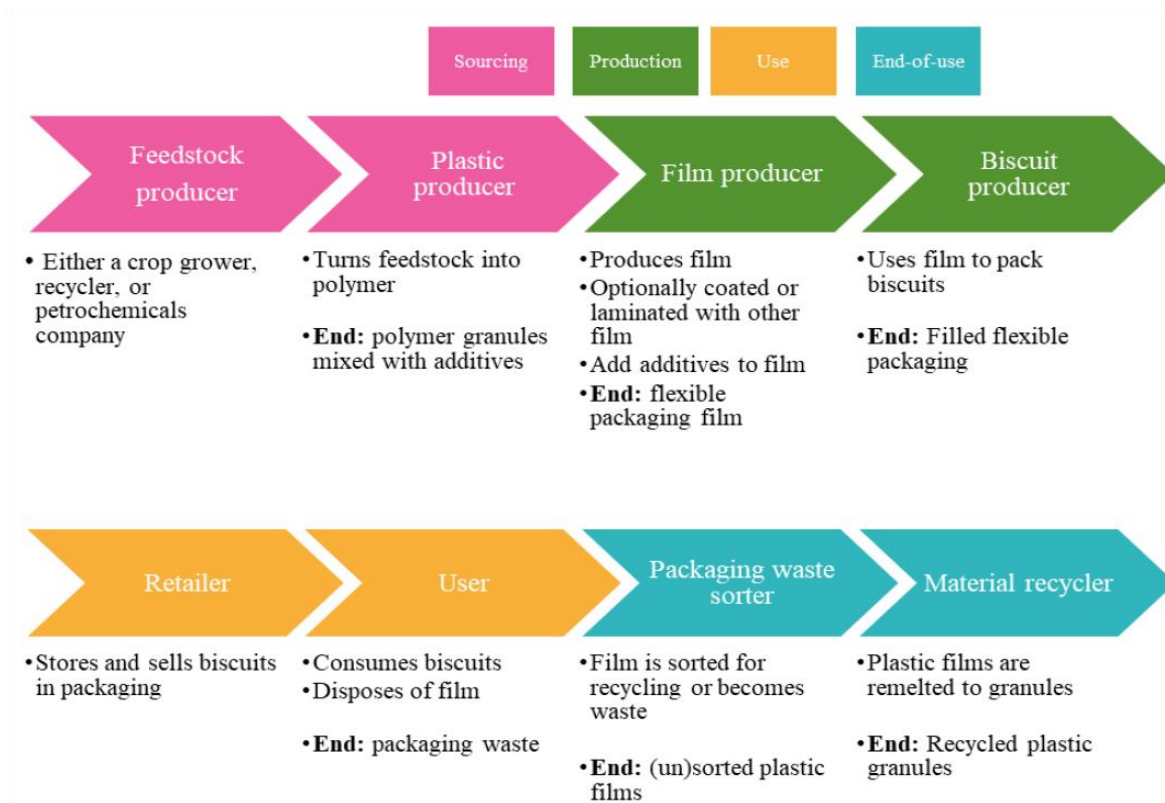 Sourcing
Production
Use
End-of-use
Feedstock
producer
Plastic
producer
Film producer
Biscuit
producer
• Either a crop grower,
recycler, or
petrochemicals
company
•Turns feedstock into
polymer
•End: polymer granules
mixed with additives
•Produces film
•Optionally coated or
laminated with other
film
•Add additives to film
•End: flexible
packaging film
•Uses film to pack
biscuits
•End: Filled flexible
packaging
Retailer
User
Packaging waste
sorter
Material recycler
•Stores and sells biscuits
in packaging
•Consumes biscuits
•Disposes of film
•End: packaging waste
•Film is sorted for
recycling or becomes
waste
•End: (un)sorted plastic
films
•Plastic films are
remelted to granules
•End: Recycled plastic
granules